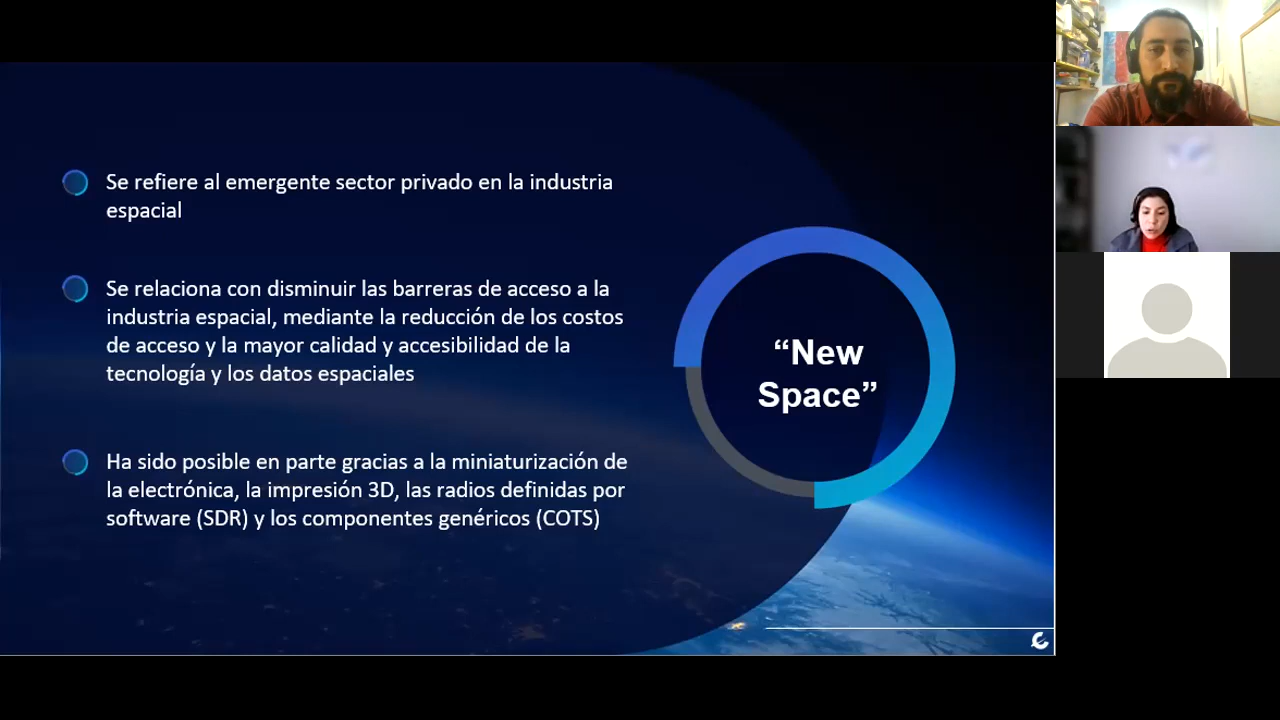 Se refiere al emergente sector privado en la industria
espacial
Se relaciona con disminuir las barreras de acceso a la
industria espacial, mediante la reducción de los costos
de acceso y la mayor calidad y accesibilidad de la
tecnología y los datos espaciales
Ha sido posible en parte gracias a la miniaturización de
la electrónica, la impresión 3D, las radios definidas por
software (SDR) y los componentes genéricos (COTS)
“New
Space”